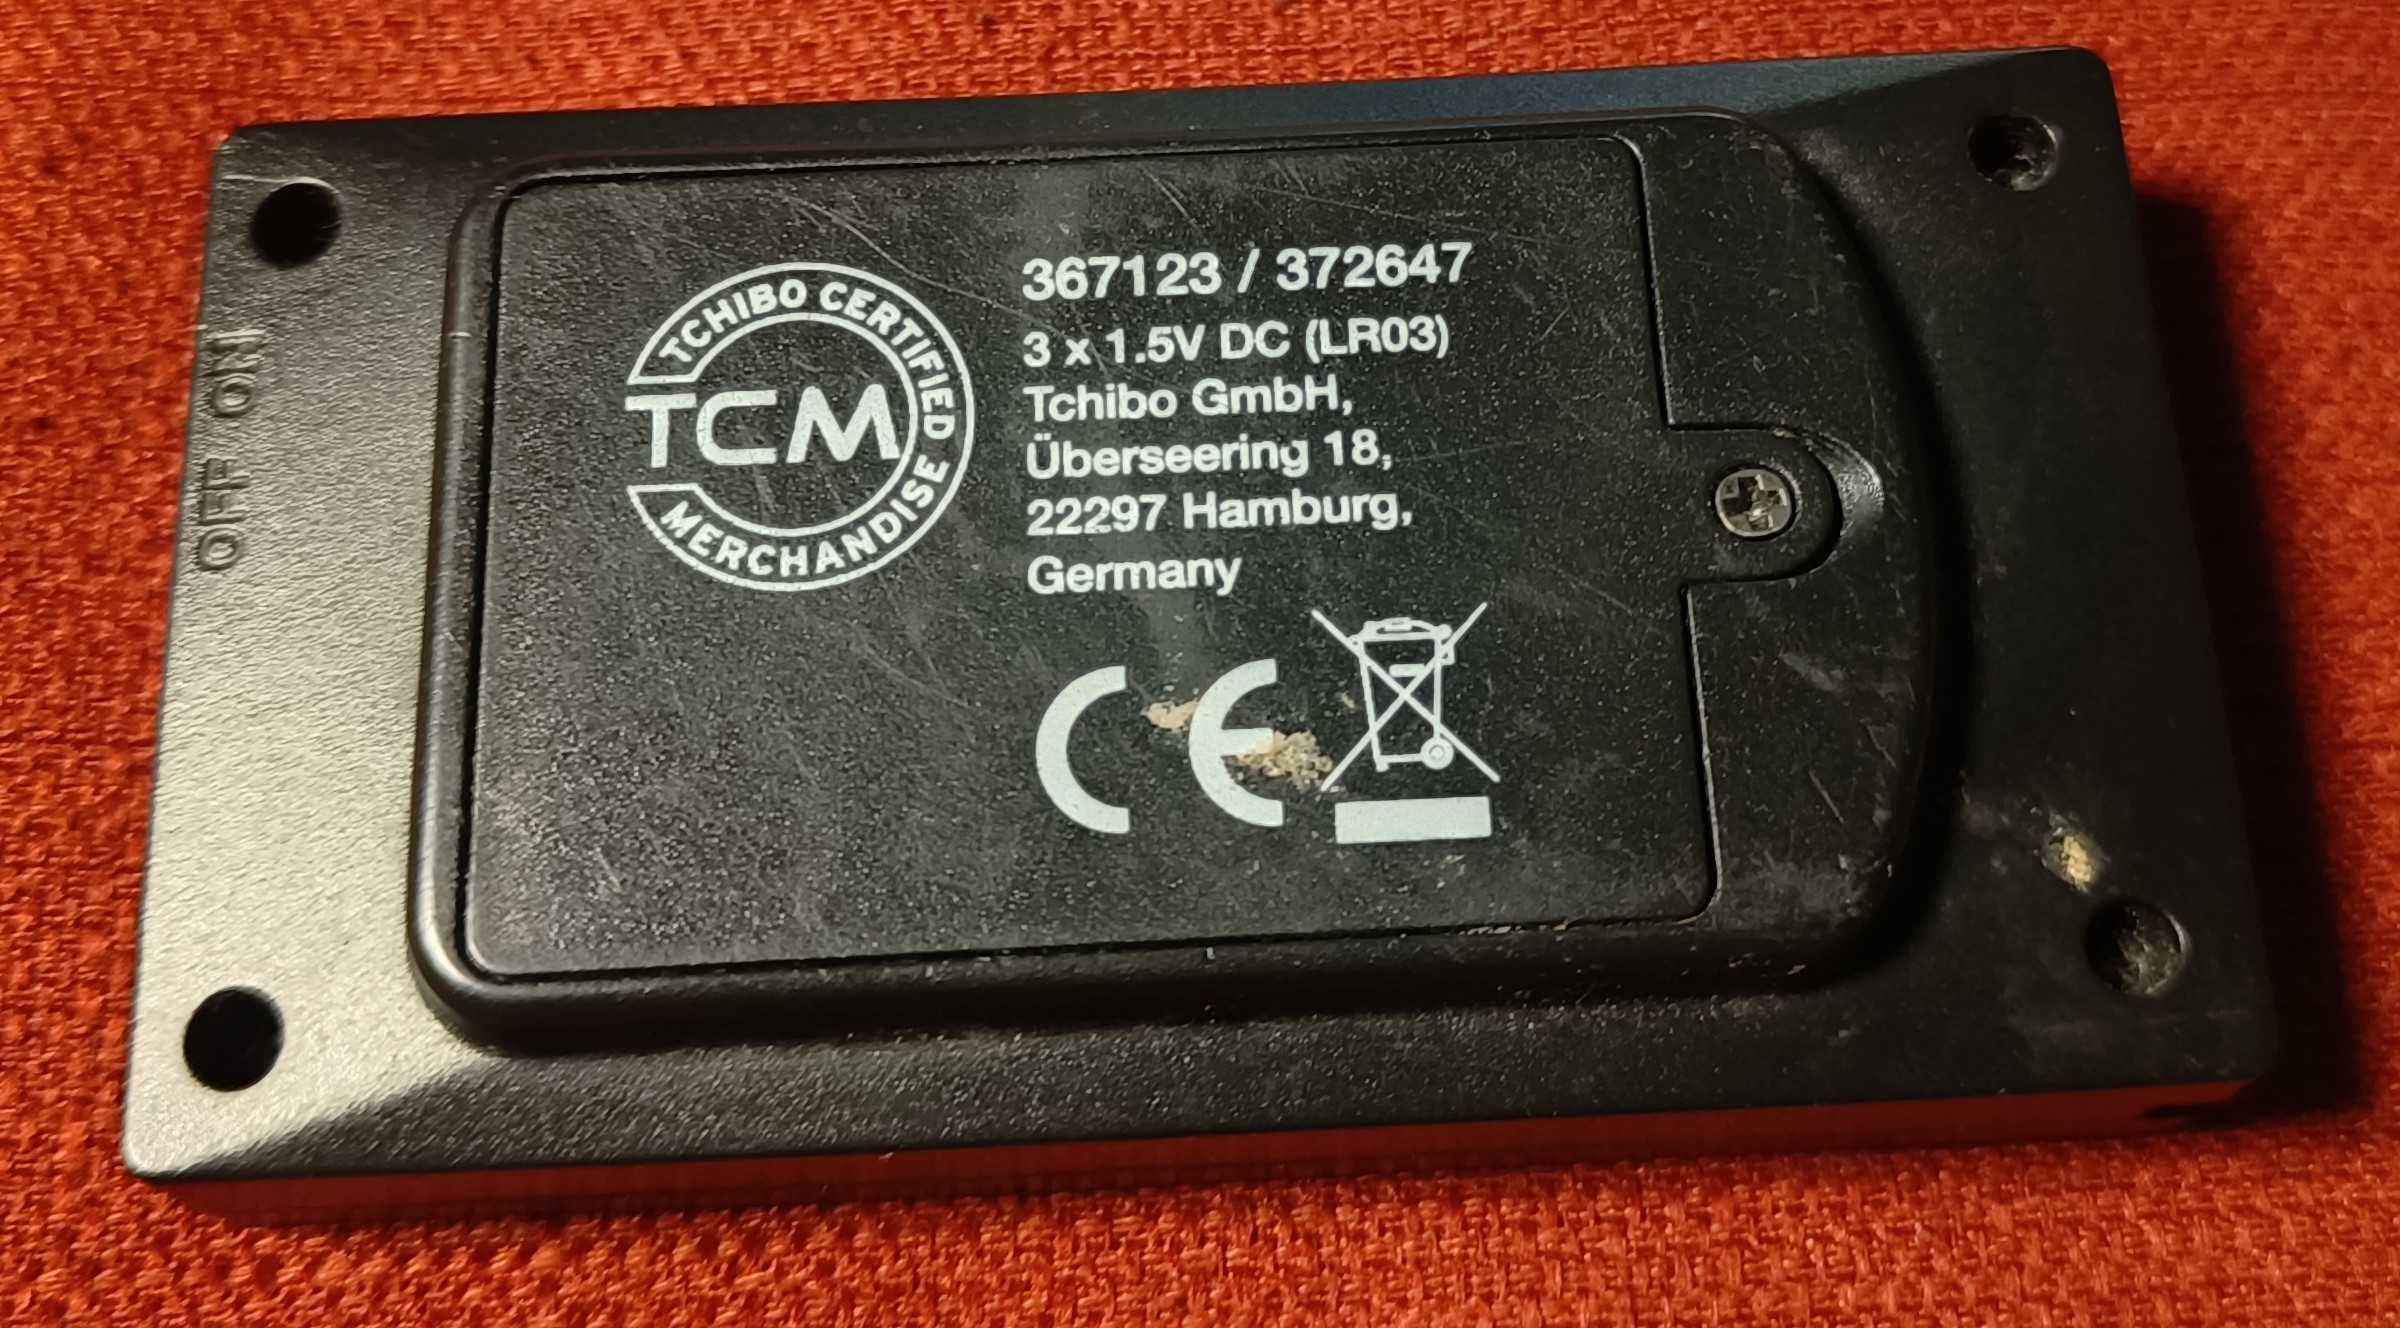 OFF ON
TCHIBO CERTIFIED
TCM
MERCHANDISE
367123 / 372647
3 x 1.5V DC (LR03)
Tchibo GmbH,
Überseering 18,
22297 Hamburg,
Germany
CE